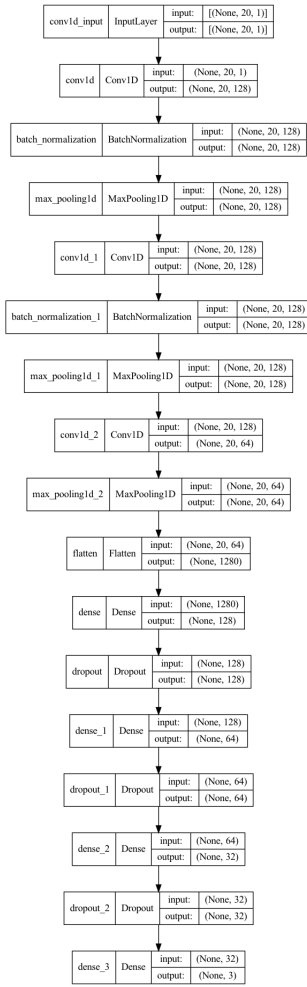 conv1d_input InputLayer input: [(None, 20, 1)]
output: [(None, 20, 1)]
conv1d Conv1D input: (None, 20, 1)
output: (None, 20, 128)
batch_normalization BatchNormalization input: (None, 20, 128)
output: (None, 20, 128)
max_pooling1d MaxPooling1D input: (None, 20, 128)
output: (None, 20, 128)
conv1d_1 Conv1D input: (None, 20, 128)
output: (None, 20, 128)
batch_normalization_1 BatchNormalization input: (None, 20, 128)
output: (None, 20, 128)
max_pooling1d_1 MaxPooling1D input: (None, 20, 128)
output: (None, 20, 128)
conv1d_2 Conv1D input: (None, 20, 128)
output: (None, 20, 64)
max_pooling1d_2 MaxPooling1D input: (None, 20, 64)
output: (None, 20, 64)
flatten Flatten input: (None, 20, 64)
output: (None, 1280)
dense Dense input: (None, 1280)
output: (None, 128)
dropout Dropout input: (None, 128)
output: (None, 128)
dense_1 Dense input: (None, 128)
output: (None, 64)
dropout_1 Dropout input: (None, 64)
output: (None, 64)
dense_2 Dense input: (None, 64)
output: (None, 32)
dropout_2 Dropout input: (None, 32)
output: (None, 32)
dense_3 Dense input: (None, 32)
output: (None, 3)